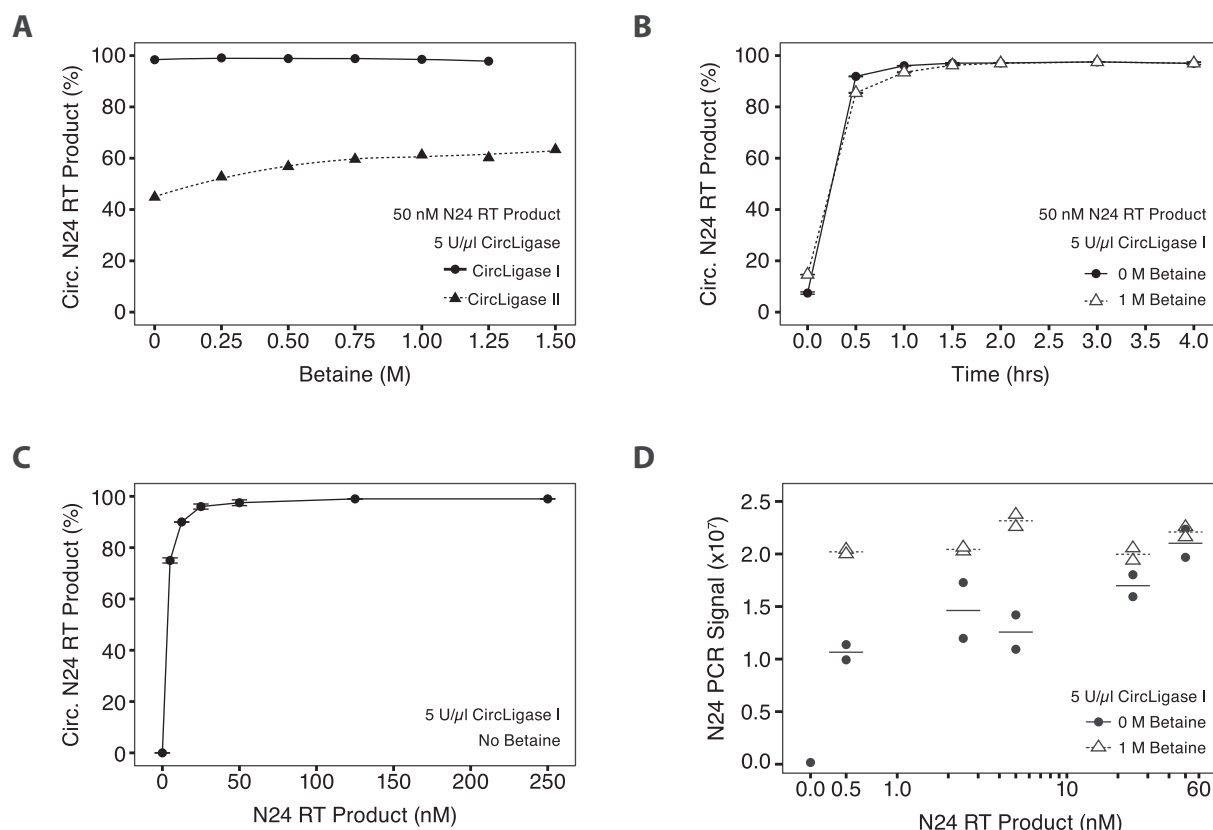 A
Circ. N24 RT Product (%)
100
80
60
40
20
0
50 nM N24 RT Product
5 U/µl CircLigase
CircLigase I
CircLigase II
0 0.25 0.50 0.75 1.00 1.25 1.50
Betaine (M)
B
Circ. N24 RT Product (%)
100
80
60
40
20
0
50 nM N24 RT Product
5 U/µl CircLigase I
0 M Betaine
1 M Betaine
0.0 0.5 1.0 1.5 2.0 2.5 3.0 3.5 4.0
Time (hrs)
C
Circ. N24 RT Product (%)
100
80
60
40
20
0
5 U/µl CircLigase I
No Betaine
0 50 100 150 200 250
N24 RT Product (nM)
D
N24 PCR Signal (x10⁷)
2.5
2.0
1.5
1.0
0.5
0.0
5 U/µl CircLigase I
0 M Betaine
1 M Betaine
0.0 0.5 1.0 10 60
N24 RT Product (nM)